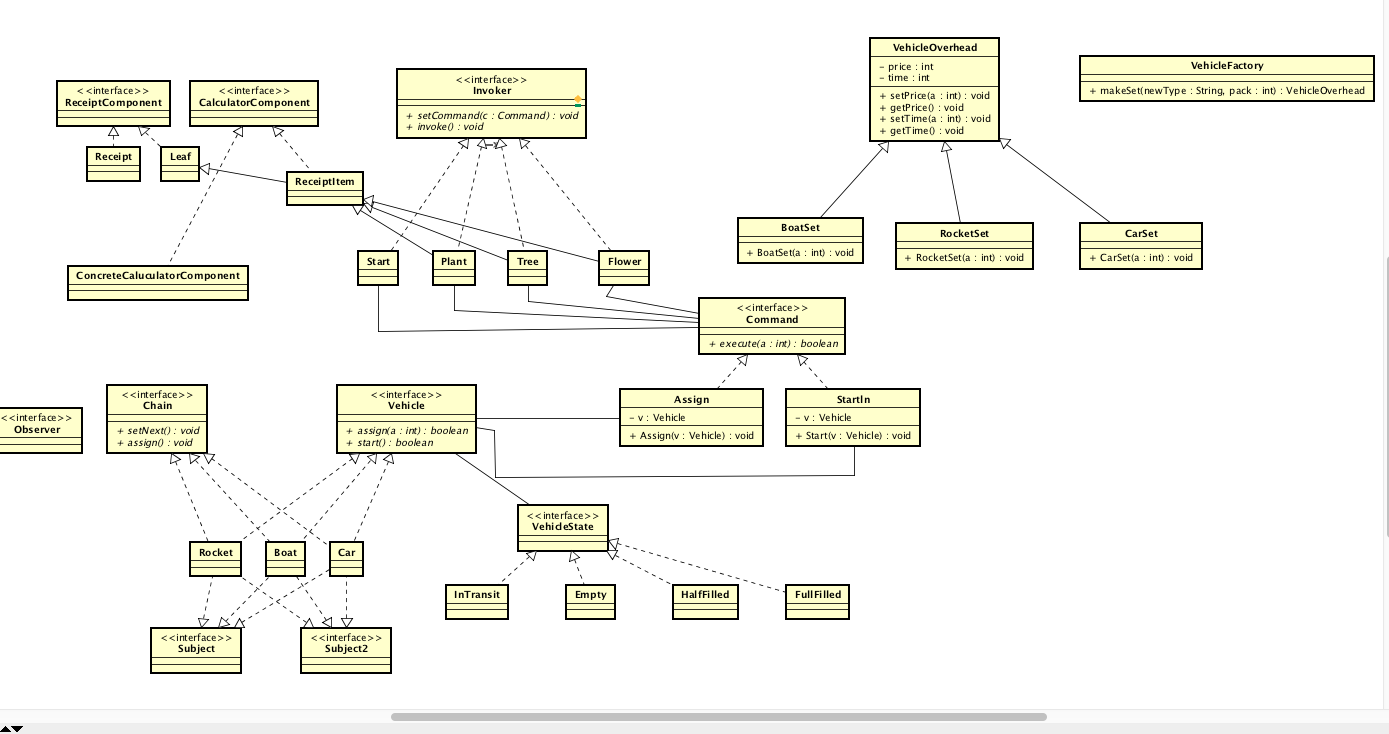 VehicleOverhead
– price : int
– time : int
+ setPrice(a : int) : void
+ getPrice() : void
+ setTime(a : int) : void
+ getTime() : void
VehicleFactory
+ makeSet(newType : String, pack : int) : VehicleOverhead
<<interface>>
ReceiptComponent
<<interface>>
CalculatorComponent
<<interface>>
Invoker
+ setCommand(c : Command) : void
+ invoke() : void
Receipt
Leaf
ReceiptItem
BoatSet
+ BoatSet(a : int) : void
RocketSet
+ RocketSet(a : int) : void
CarSet
+ CarSet(a : int) : void
ConcreteCaluculatorComponent
Start
Plant
Tree
Flower
<<interface>>
Command
+ execute(a : int) : boolean
<<interface>>
Observer
<<interface>>
Chain
+ setNext() : void
+ assign() : void
<<interface>>
Vehicle
+ assign(a : int) : boolean
+ start() : boolean
Assign
– v : Vehicle
+ Assign(v : Vehicle) : void
StartIn
– v : Vehicle
+ Start(v : Vehicle) : void
<<interface>>
VehicleState
Rocket
Boat
Car
InTransit
Empty
HalfFilled
FullFilled
<<interface>>
Subject
<<interface>>
Subject2